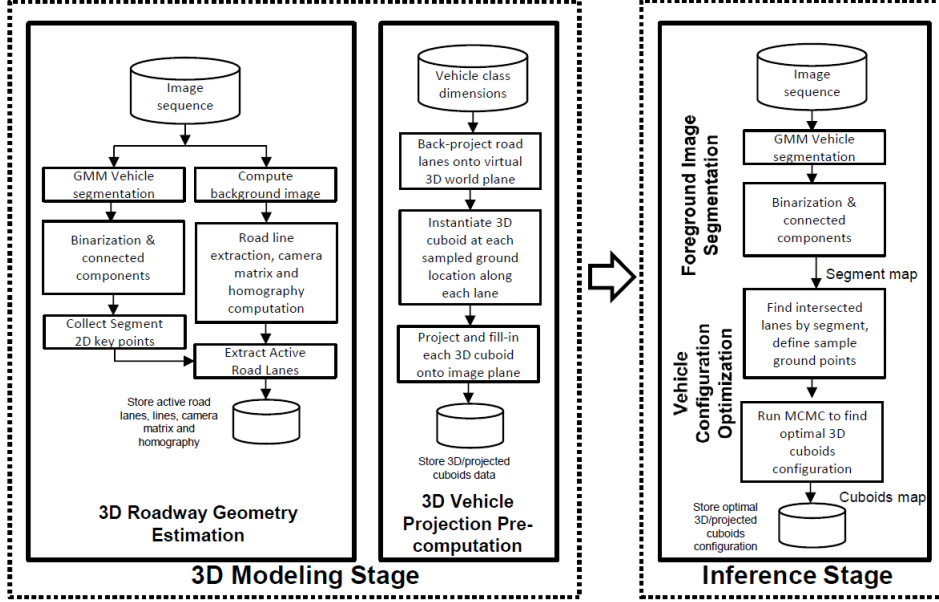 Image
sequence
GMM Vehicle
segmentation
Compute
background image
Binarization &
connected
components
Road line
extraction, camera
matrix and
homography
computation
Collect Segment
2D key points
Extract Active
Road Lanes
Store active road
lanes, lines, camera
matrix and
homography
3D Roadway Geometry
Estimation
Vehicle class
dimensions
Back-project road
lanes onto virtual
3D world plane
Instantiate 3D
cuboid at each
sampled ground
location along
each lane
Project and fill-in
each 3D cuboid
onto image plane
Store 3D/projected
cuboids data
3D Vehicle
Projection Pre-
computation
3D Modeling Stage
Foreground Image
Segmentation
Image
sequence
GMM Vehicle
segmentation
Binarization &
connected
components
Segment map
Vehicle
Configuration
Optimization
Find intersected
lanes by segment,
define sample
ground points
Run MCMC to find
optimal 3D
cuboids
configuration
Cuboids map
Store optimal
3D/projected
cuboids
configuration
Inference Stage